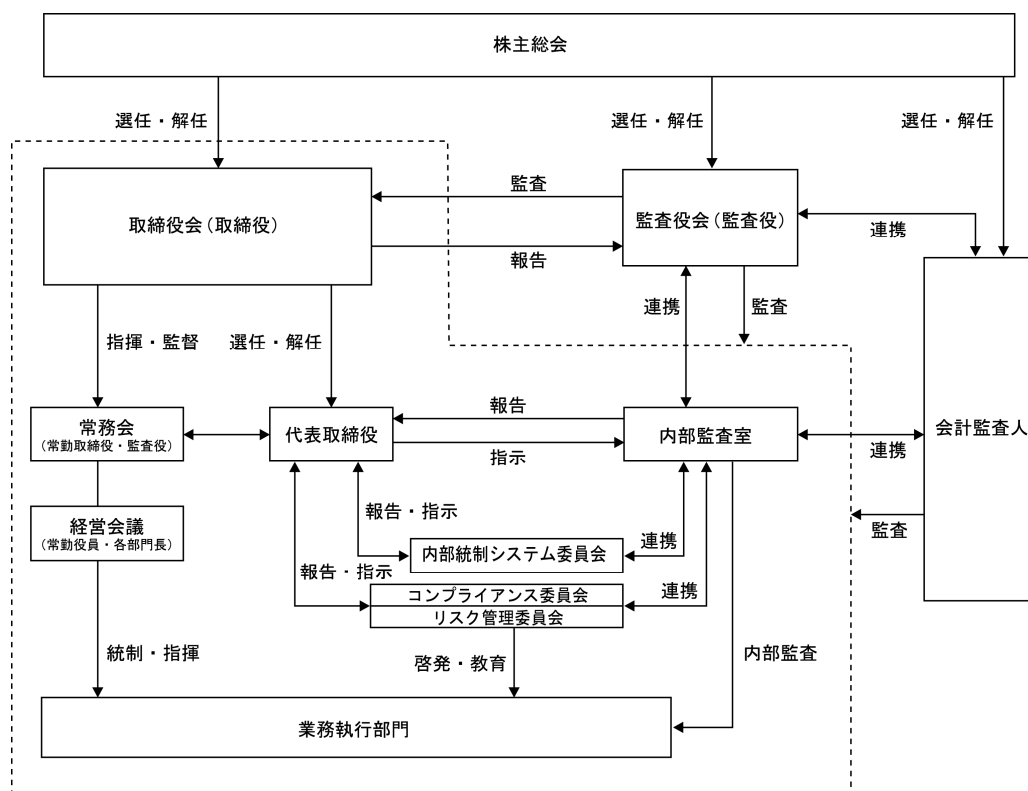 株主総会
選任・解任
選任・解任
選任・解任
取締役会（取締役）
監査
報告
監査役会（監査役）
連携
指揮・監督
選任・解任
連携
監査
常務会
（常勤取締役・監査役）
代表取締役
報告
指示
内部監査室
連携
会計監査人
経営会議
（常勤役員・各部門長）
報告・指示
内部統制システム委員会
連携
監査
報告・指示
コンプライアンス委員会
リスク管理委員会
連携
統制・指揮
啓発・教育
内部監査
業務執行部門